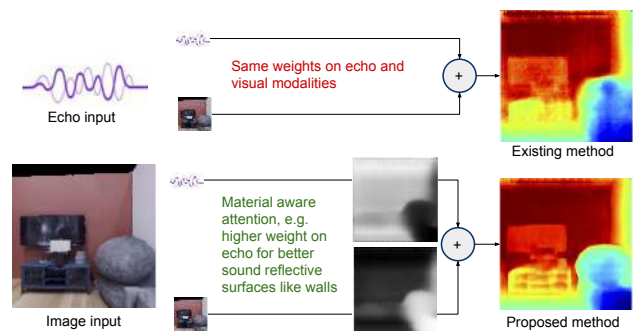 Same weights on echo and
visual modalities
+
Echo input
Existing method
Material aware
attention, e.g.
higher weight on
echo for better
sound reflective
surfaces like walls
+
Image input
Proposed method